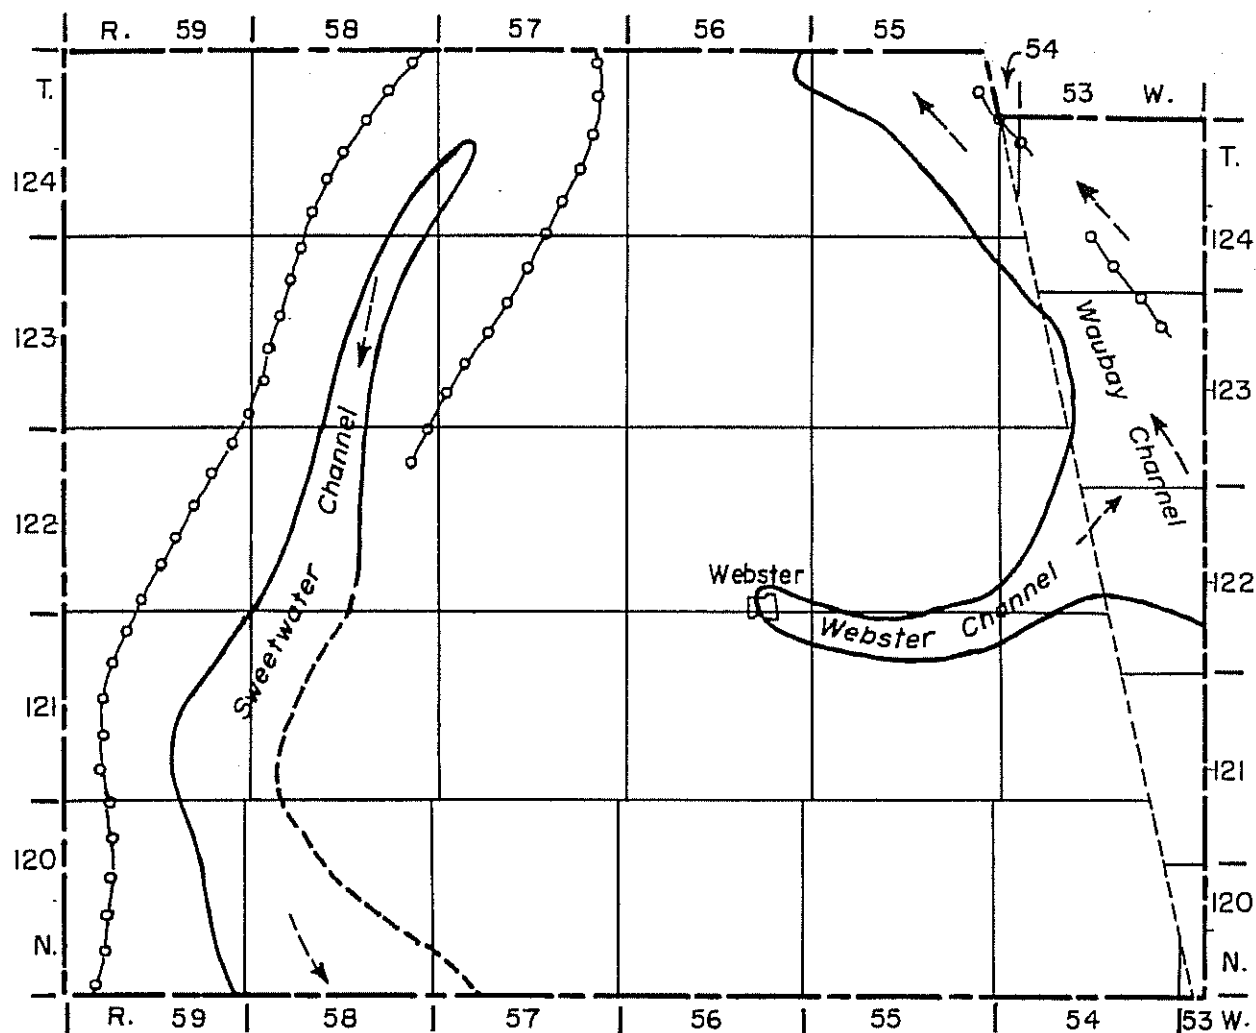 R. 59 58 57 56 55
54
53 W.
T.
T.
124
124
123
123
Waubay
Channel
Channel
122
122
Webster
Webster Channel
Sweetwater
121
121
120
120
N.
N.
R. 59 58 57 56 55 54 53 W.